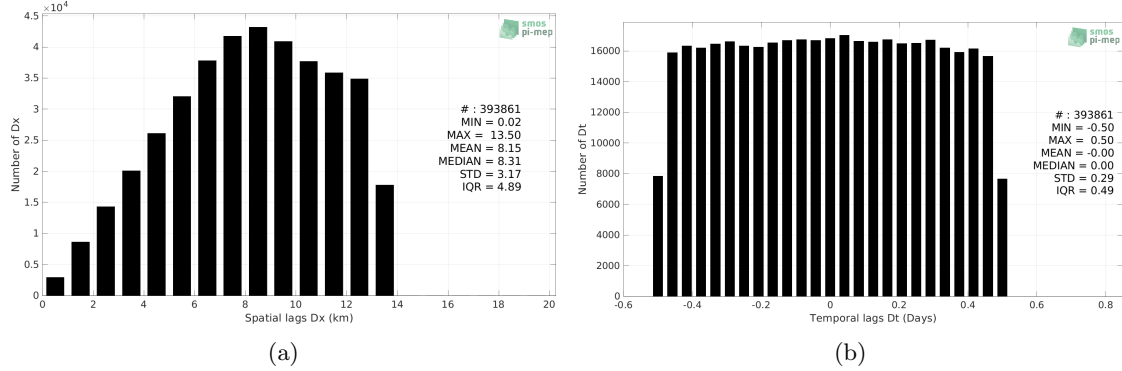 ×10⁴
4.5
4
3.5
3
2.5
2
1.5
1
0.5
0
Number of Dx
0 2 4 6 8 10 12 14 16 18 20
Spatial lags Dx (km)
smos
pi-mep
# : 393861
MIN = 0.02
MAX = 13.50
MEAN = 8.15
MEDIAN = 8.31
STD = 3.17
IQR = 4.89
(a)
16000
14000
12000
10000
8000
6000
4000
2000
0
Number of Dt
-0.6 -0.4 -0.2 0 0.2 0.4 0.6 0.8
Temporal lags Dt (Days)
smos
pi-mep
# : 393861
MIN = -0.50
MAX = 0.50
MEAN = -0.00
MEDIAN = 0.00
STD = 0.29
IQR = 0.49
(b)